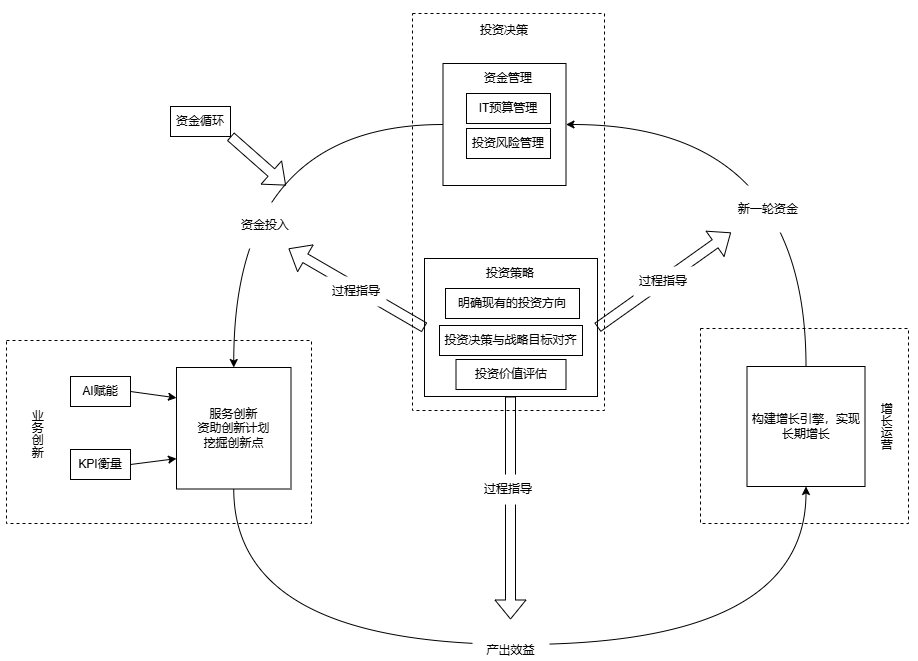 投资决策
资金管理
IT预算管理
投资风险管理
资金循环
资金投入
新一轮资金
投资策略
明确现有的投资方向
投资决策与战略目标对齐
投资价值评估
过程指导
过程指导
过程指导
业务创新
AI赋能
KPI衡量
服务创新
资助创新计划
挖掘创新点
构建增长引擎，实现
长期增长
增长运营
产出效益